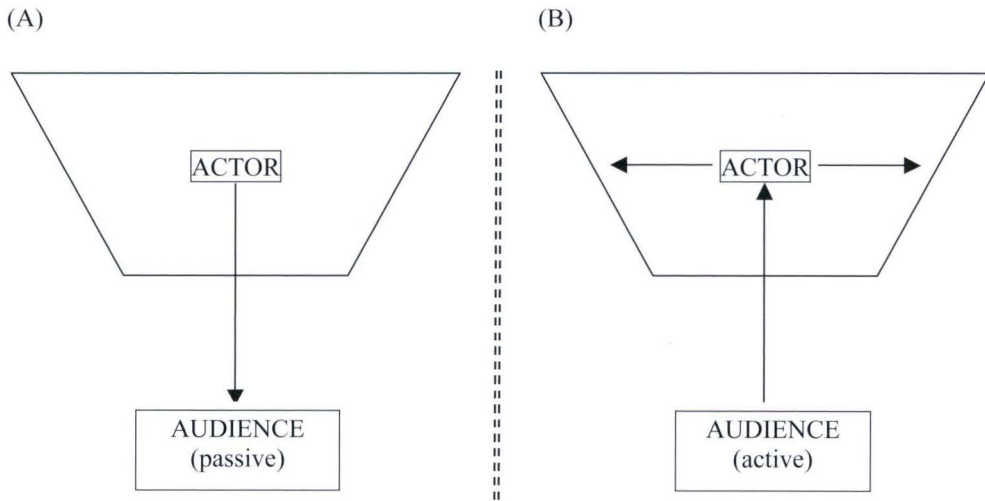 (A)
ACTOR
AUDIENCE
(passive)
(B)
ACTOR
AUDIENCE
(active)